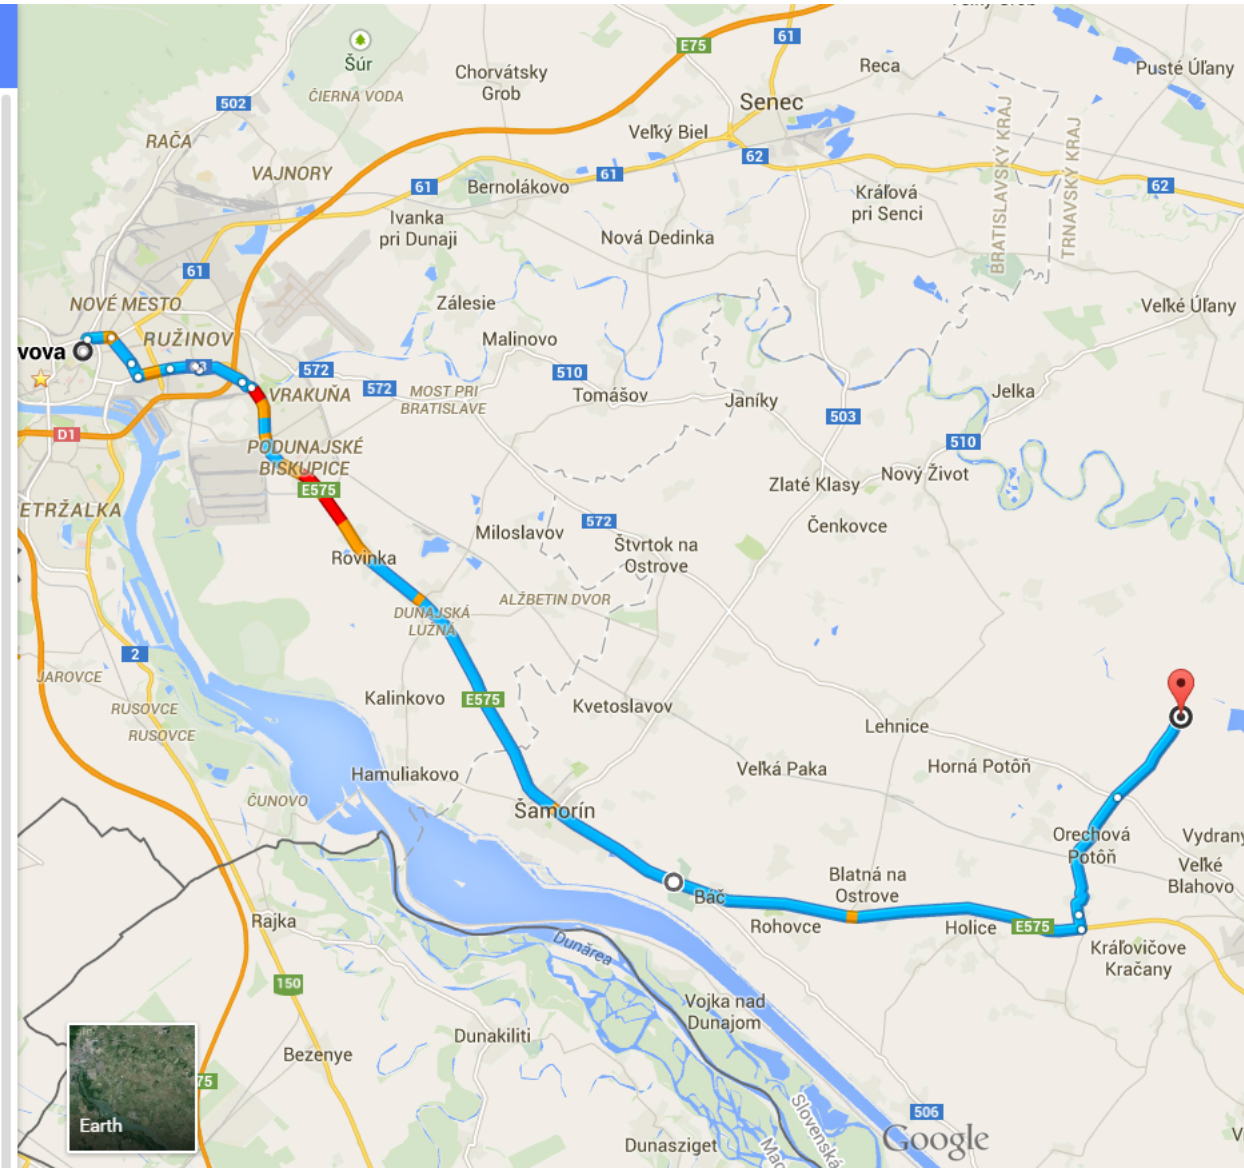 E75
61
Šúr
Chorvátsky
Grob
Reca
Pusté Úľany
502
ČIERNA VODA
Senec
RAČA
Veľký Biel
BRATISLAVSKÝ KRAJ
TRNAVSKÝ KRAJ
VAJNORY
62
61
61
Bernolákovo
62
Kráľová
pri Senci
Ivanka
pri Dunaji
Nová Dedinka
61
NOVÉ MESTO
Zálesie
Veľké Úľany
RUŽINOV
Malinovo
vova
572
510
572
MOST PRI
BRATISLAVE
VRAKUŇA
Tomášov
Janíky
Jelka
503
D1
510
PODUNAJSKÉ
BISKUPICE
Nový Život
Zlaté Klasy
E575
ETRŽALKA
572
Čenkovce
Miloslavov
Štvrtok na
Ostrove
Rovinka
ALŽBETIN DVOR
DUNAJSKÁ
LUŽNÁ
2
JAROVCE
Kalinkovo
E575
Kvetoslavov
RUSOVCE
RUSOVCE
Lehnice
Hamuliakovo
Veľká Paka
Horná Potôň
ČUNOVO
Šamorín
Orechová
Potôň
Vydrany
Veľké
Blahovo
Blatná na
Ostrove
Báč
Rajka
Rohovce
Holice
E575
Dunărea
Kráľovičove
Kračany
150
Vojka nad
Dunajom
Dunakiliti
Bezenye
75
Earth
506
Slovenská
Google
Dunasziget